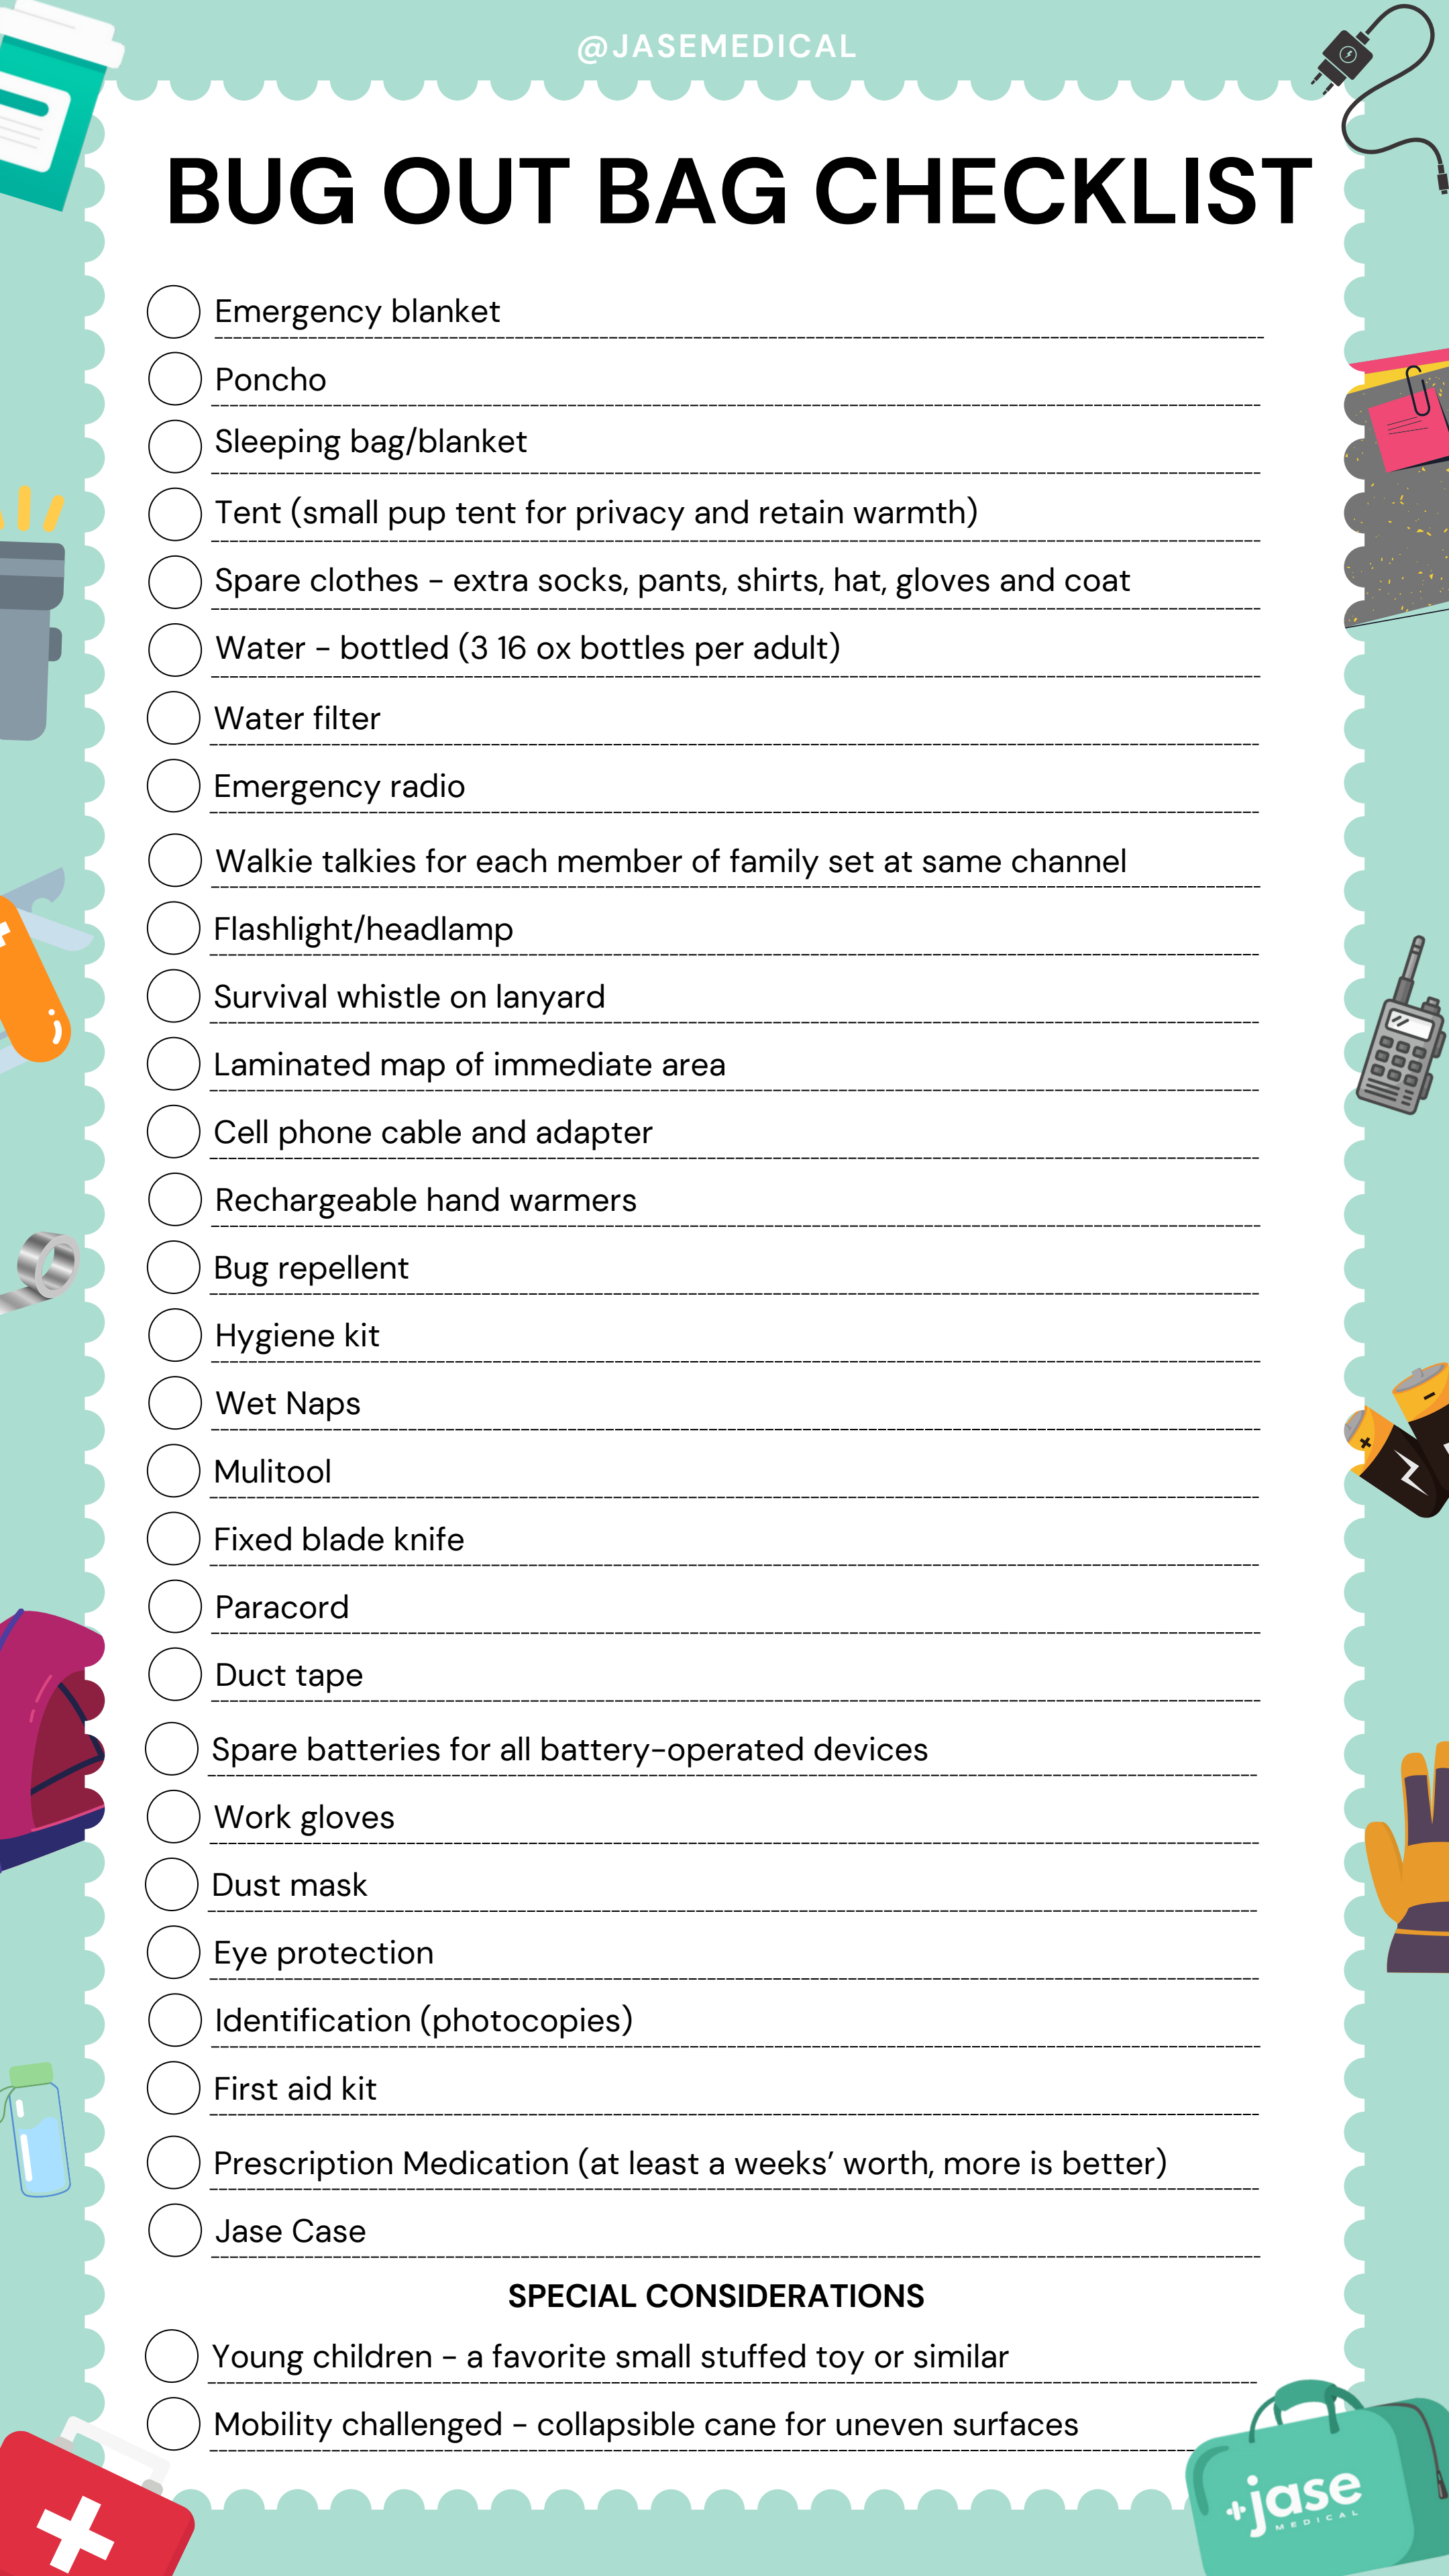 @JASEMEDICAL
BUG OUT BAG CHECKLIST
Emergency blanket
Poncho
Sleeping bag/blanket
Tent (small pup tent for privacy and retain warmth)
Spare clothes - extra socks, pants, shirts, hat, gloves and coat
Water - bottled (3 16 ox bottles per adult)
Water filter
Emergency radio
Walkie talkies for each member of family set at same channel
Flashlight/headlamp
Survival whistle on lanyard
Laminated map of immediate area
Cell phone cable and adapter
Rechargeable hand warmers
Bug repellent
Hygiene kit
Wet Naps
Mulitool
Fixed blade knife
Paracord
Duct tape
Spare batteries for all battery-operated devices
Work gloves
Dust mask
Eye protection
Identification (photocopies)
First aid kit
Prescription Medication (at least a weeks’ worth, more is better)
Jase Case
SPECIAL CONSIDERATIONS
Young children - a favorite small stuffed toy or similar
Mobility challenged - collapsible cane for uneven surfaces
+jase
MEDICAL